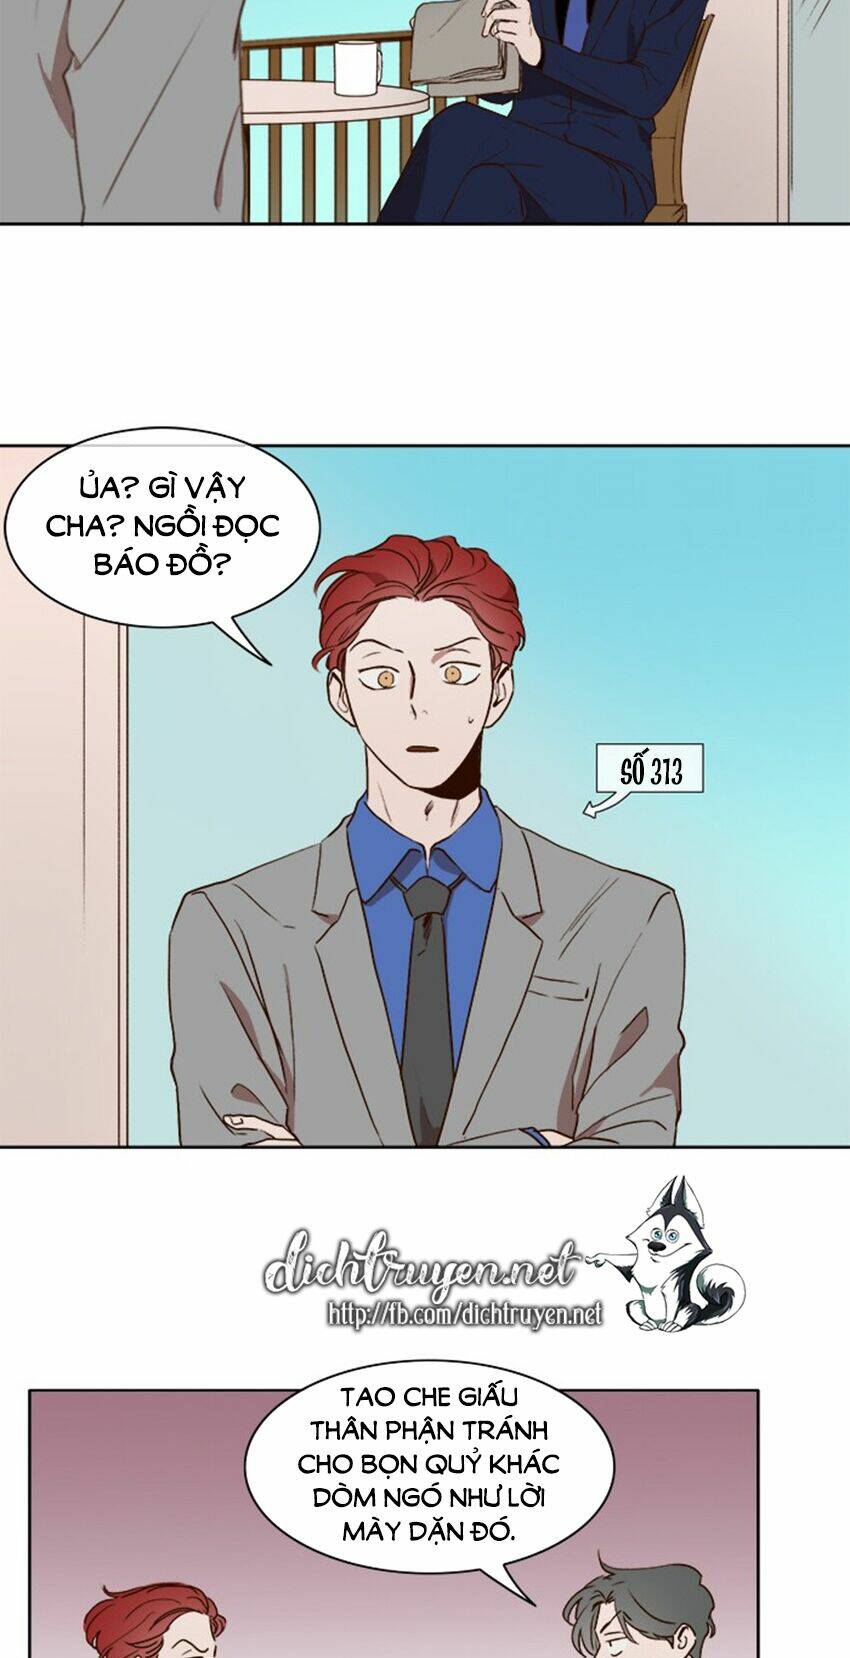 ỦA? GÌ VẬY
CHA? NGỒI ĐỌC
BÁO ĐỒ?
SỐ 313
dichtruyen.net
http://fb.com/dichtruyen.net
TAO CHE GIẤU
THÂN PHẬN TRÁNH
CHO BỌN QUỶ KHÁC
DÒM NGÓ NHƯ LỜI
MÀY DẶN ĐÓ.